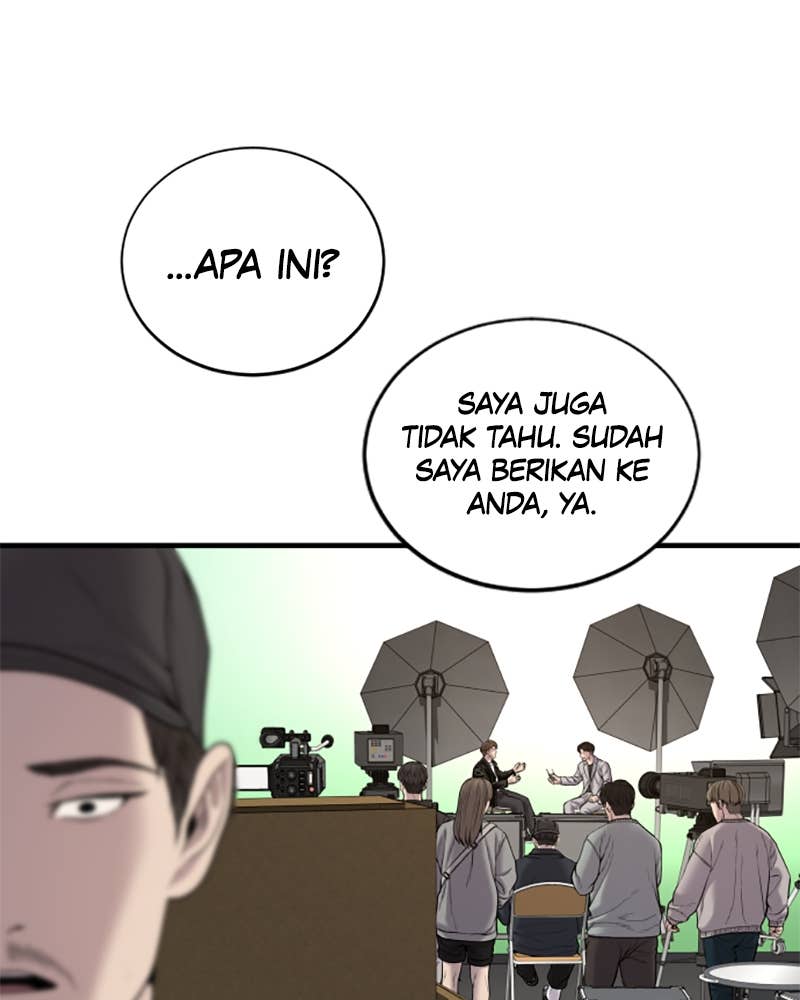 ...APA INI?
SAYA JUGA
TIDAK TAHU. SUDAH
SAYA BERIKAN KE
ANDA, YA.